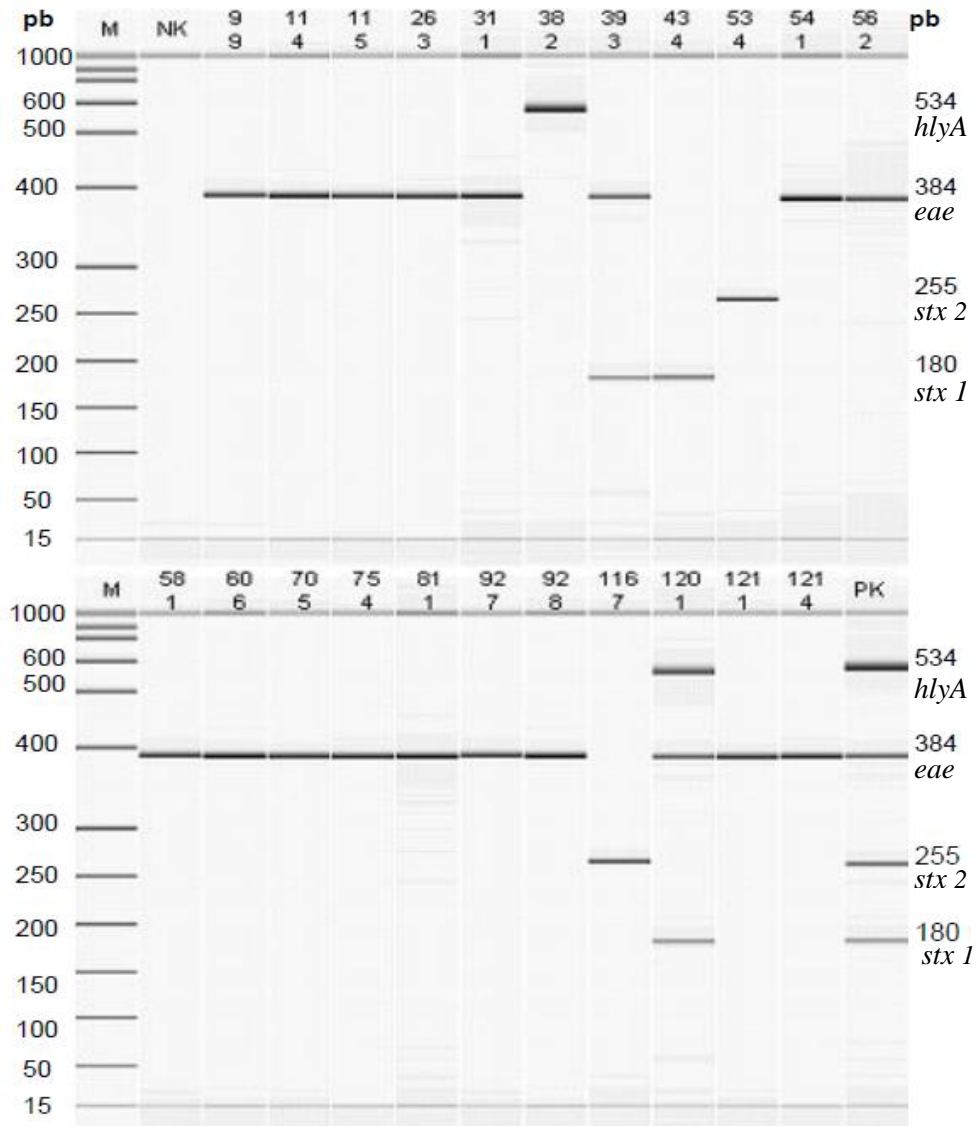 pb M NK 9 11 11 26 31 38 39 43 53 54 56 pb
9 4 5 3 1 2 3 4 4 1 2
1000
600 534
500 hlyA
400 384
eae
300
255
250 stx 2
200 180
stx 1
150
100
50
15
M 58 60 70 75 81 92 92 116 120 121 121 PK
1 6 5 4 1 7 8 7 1 1 4
1000
600 534
500 hlyA
400 384
eae
300
250 255
stx 2
200 180
stx 1
150
100
50
15